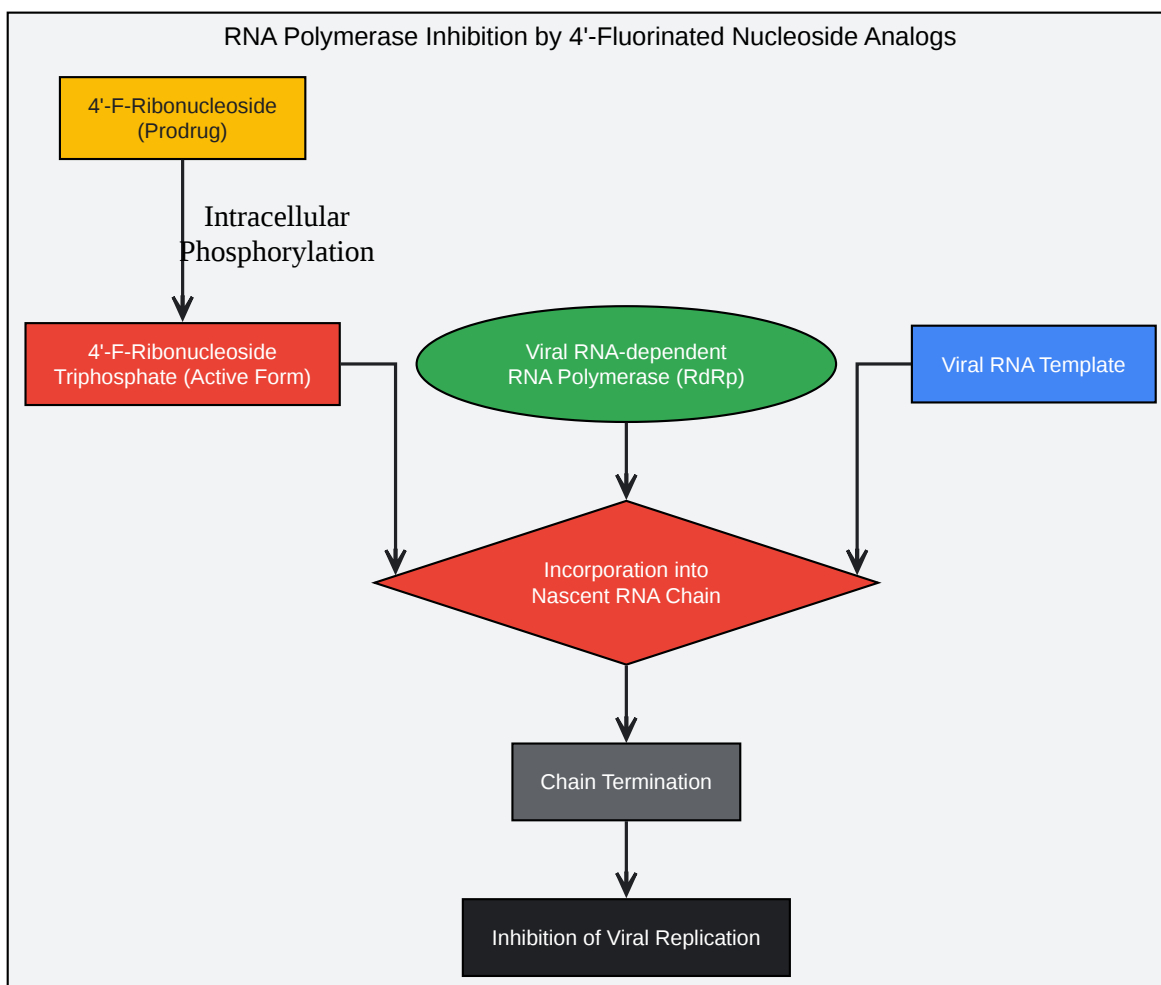 RNA Polymerase Inhibition by 4'-Fluorinated Nucleoside Analogs
4'-F-Ribonucleoside
(Prodrug)
Intracellular
Phosphorylation
4'-F-Ribonucleoside
Triphosphate (Active Form)
Viral RNA-dependent
RNA Polymerase (RdRp)
Viral RNA Template
Incorporation into
Nascent RNA Chain
Chain Termination
Inhibition of Viral Replication